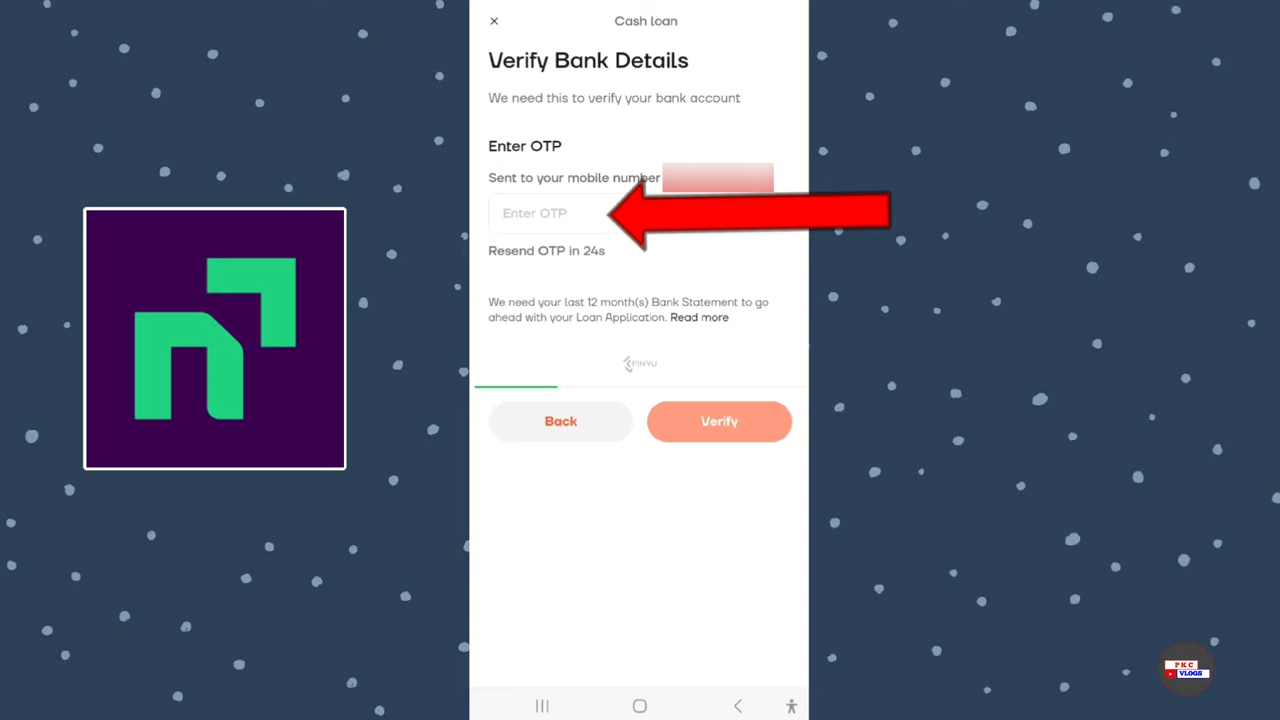 Cash loan
Verify Bank Details
We need this to verify your bank account
Enter OTP
Sent to your mobile number
Enter OTP
Resend OTP in 24s
We need your last 12 month(s) Bank Statement to go
ahead with your Loan Application. Read more
FINVU
Back
Verify
PKC
VLOGS